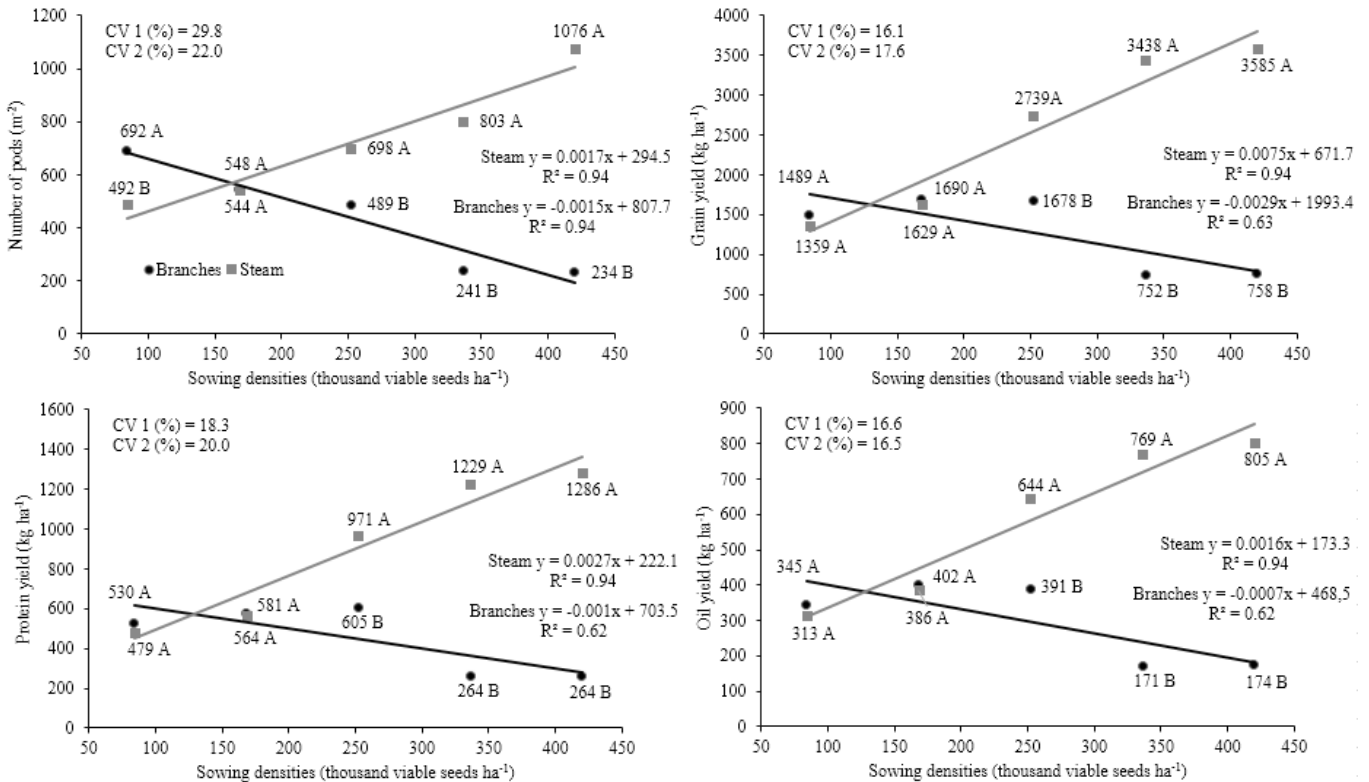 CV 1 (%) = 29.8
CV 2 (%) = 22.0
Number of pods (m⁻²)
1200
1000
800
600
400
200
0
692 A
492 B
548 A
544 A
698 A
489 B
803 A
241 B
1076 A
234 B
Steam y = 0.0017x + 294.5
R² = 0.94
Branches y = -0.0015x + 807.7
R² = 0.94
Branches Steam
50 100 150 200 250 300 350 400 450
Sowing densities (thousand viable seeds ha⁻¹)
CV 1 (%) = 16.1
CV 2 (%) = 17.6
Grain yield (kg ha⁻¹)
4000
3500
3000
2500
2000
1500
1000
500
0
1489 A
1359 A
1690 A
1629 A
2739A
1678 B
3438 A
752 B
3585 A
758 B
Steam y = 0.0075x + 671.7
R² = 0.94
Branches y = -0.0029x + 1993.4
R² = 0.63
50 100 150 200 250 300 350 400 450
Sowing densities (thousand viable seeds ha⁻¹)
CV 1 (%) = 18.3
CV 2 (%) = 20.0
Protein yield (kg ha⁻¹)
1600
1400
1200
1000
800
600
400
200
0
530 A
479 A
581 A
564 A
971 A
605 B
1229 A
264 B
1286 A
264 B
Steam y = 0.0027x + 222.1
R² = 0.94
Branches y = -0.001x + 703.5
R² = 0.62
50 100 150 200 250 300 350 400 450
Sowing densities (thousand viable seeds ha⁻¹)
CV 1 (%) = 16.6
CV 2 (%) = 16.5
Oil yield (kg ha⁻¹)
900
800
700
600
500
400
300
200
100
0
345 A
313 A
402 A
386 A
644 A
391 B
769 A
171 B
805 A
174 B
Steam y = 0.0016x + 173.3
R² = 0.94
Branches y = -0.0007x + 468,5
R² = 0.62
50 100 150 200 250 300 350 400 450
Sowing densities (thousand viable seeds ha⁻¹)